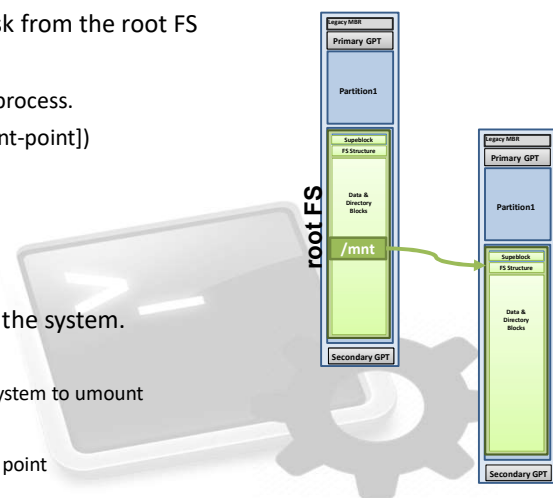 sk from the root FS
process.
nt-point])
the system.
ystem to umount
point
>_
root FS
Legacy MBR
Primary GPT
Partition1
Supeblock
FS Structure
Data &
Directory
Blocks
/mnt
Secondary GPT
Legacy MBR
Primary GPT
Partition1
Supeblock
FS Structure
Data &
Directory
Blocks
Secondary GPT